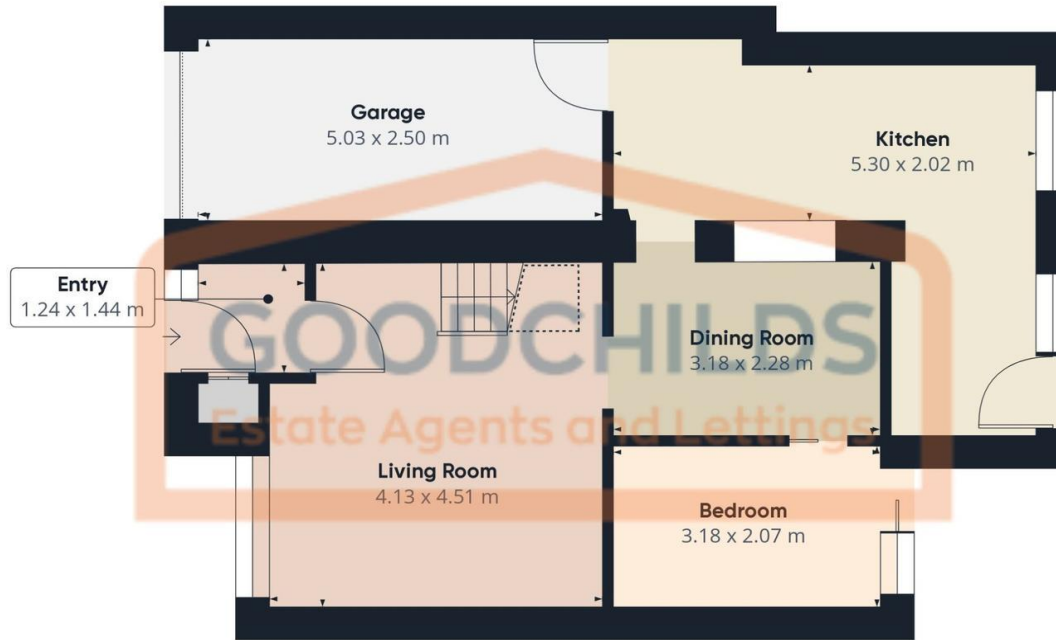 Garage
5.03 x 2.50 m
Kitchen
5.30 x 2.02 m
Entry
1.24 x 1.44 m
GOODCHILDS
Estate Agents and Lettings
Dining Room
3.18 x 2.28 m
Living Room
4.13 x 4.51 m
Bedroom
3.18 x 2.07 m